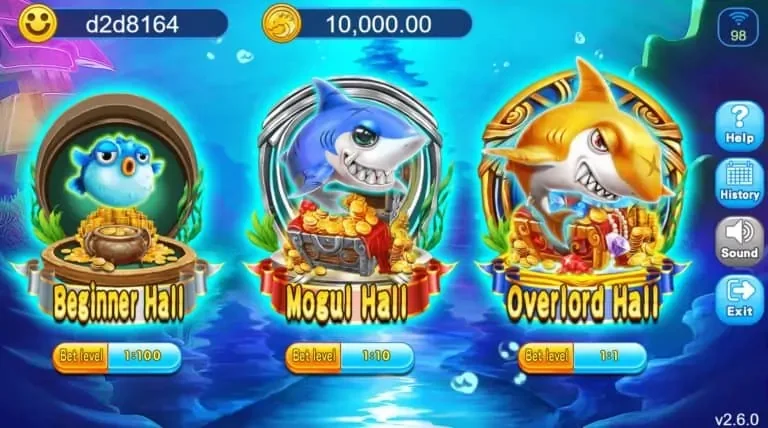 d2d8164
10,000.00
98
Help
History
Sound
Exit
Beginner Hall
Mogul Hall
Overlord Hall
Bet level 1:100
Bet level 1:10
Bet level 1:1
v2.6.0